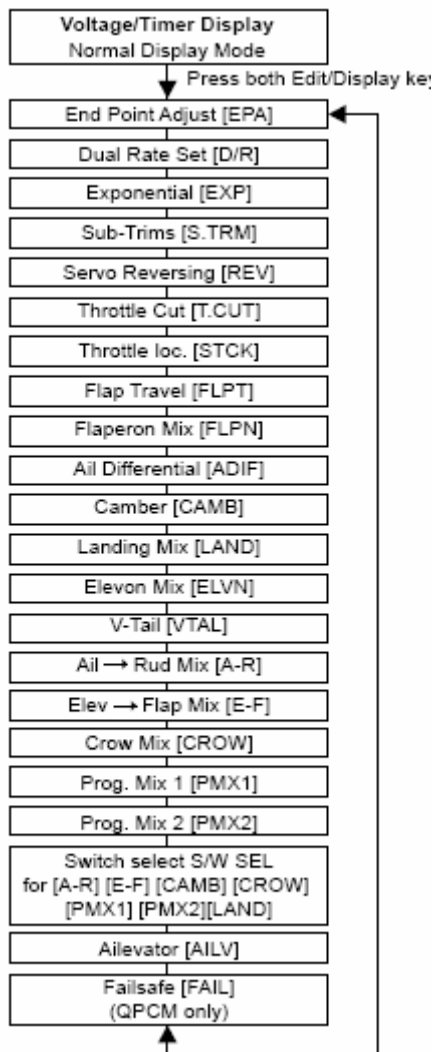 Voltage/Timer Display
Normal Display Mode
Press both Edit/Display key
End Point Adjust [EPA]
Dual Rate Set [D/R]
Exponential [EXP]
Sub-Trims [S.TRM]
Servo Reversing [REV]
Throttle Cut [T.CUT]
Throttle loc. [STCK]
Flap Travel [FLPT]
Flaperon Mix [FLPN]
Ail Differential [ADIF]
Camber [CAMB]
Landing Mix [LAND]
Elevon Mix [ELVN]
V-Tail [VTAL]
Ail → Rud Mix [A-R]
Elev → Flap Mix [E-F]
Crow Mix [CROW]
Prog. Mix 1 [PMX1]
Prog. Mix 2 [PMX2]
Switch select S/W SEL
for [A-R] [E-F] [CAMB] [CROW]
[PMX1] [PMX2][LAND]
Ailevator [AILV]
Failsafe [FAIL]
(QPCM only)